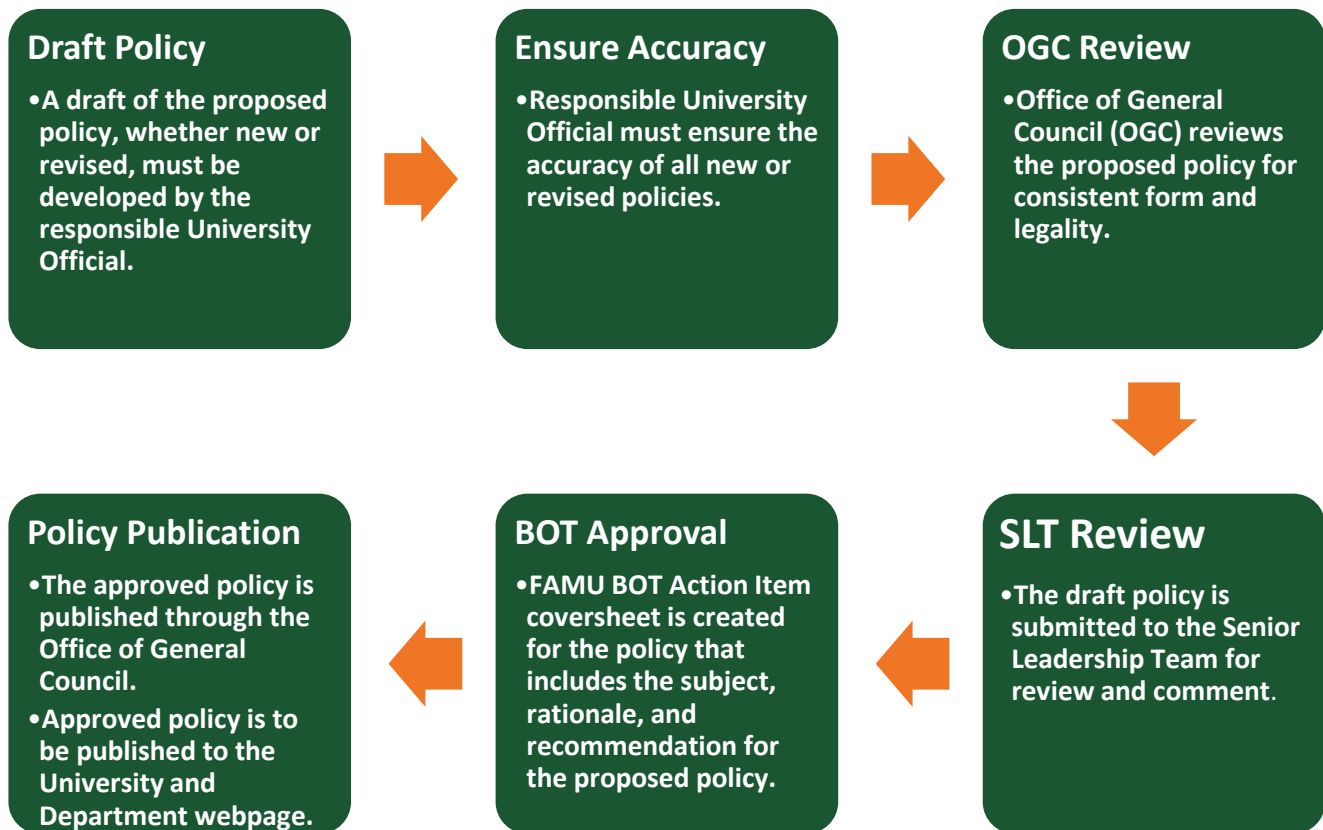 Draft Policy
•A draft of the proposed
policy, whether new or
revised, must be
developed by the
responsible University
Official.
Ensure Accuracy
•Responsible University
Official must ensure the
accuracy of all new or
revised policies.
OGC Review
•Office of General
Council (OGC) reviews
the proposed policy for
consistent form and
legality.
SLT Review
•The draft policy is
submitted to the Senior
Leadership Team for
review and comment.
BOT Approval
•FAMU BOT Action Item
coversheet is created
for the policy that
includes the subject,
rationale, and
recommendation for
the proposed policy.
Policy Publication
•The approved policy is
published through the
Office of General
Council.
•Approved policy is to
be published to the
University and
Department webpage.